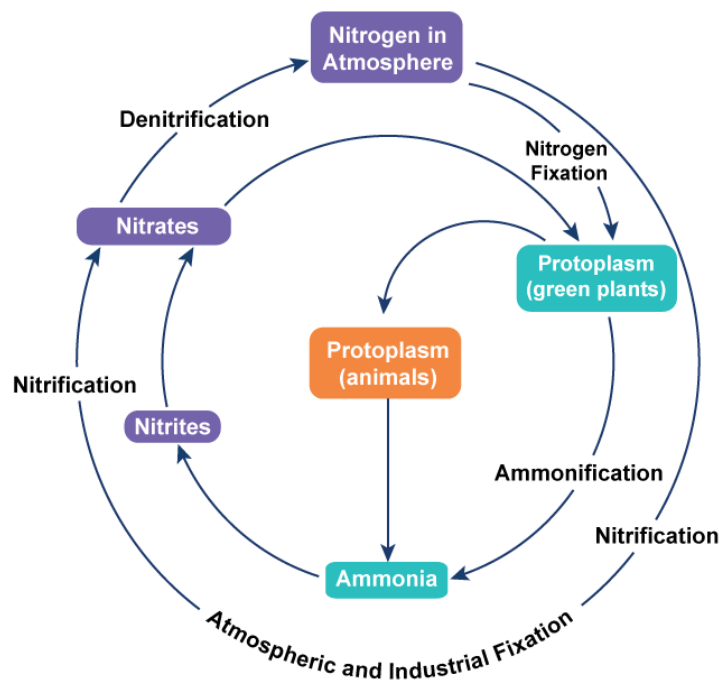 Nitrogen in
Atmosphere
Denitrification
Nitrogen
Fixation
Nitrates
Protoplasm
(green plants)
Protoplasm
(animals)
Nitrification
Nitrites
Ammonification
Nitrification
Ammonia
Atmospheric and Industrial Fixation